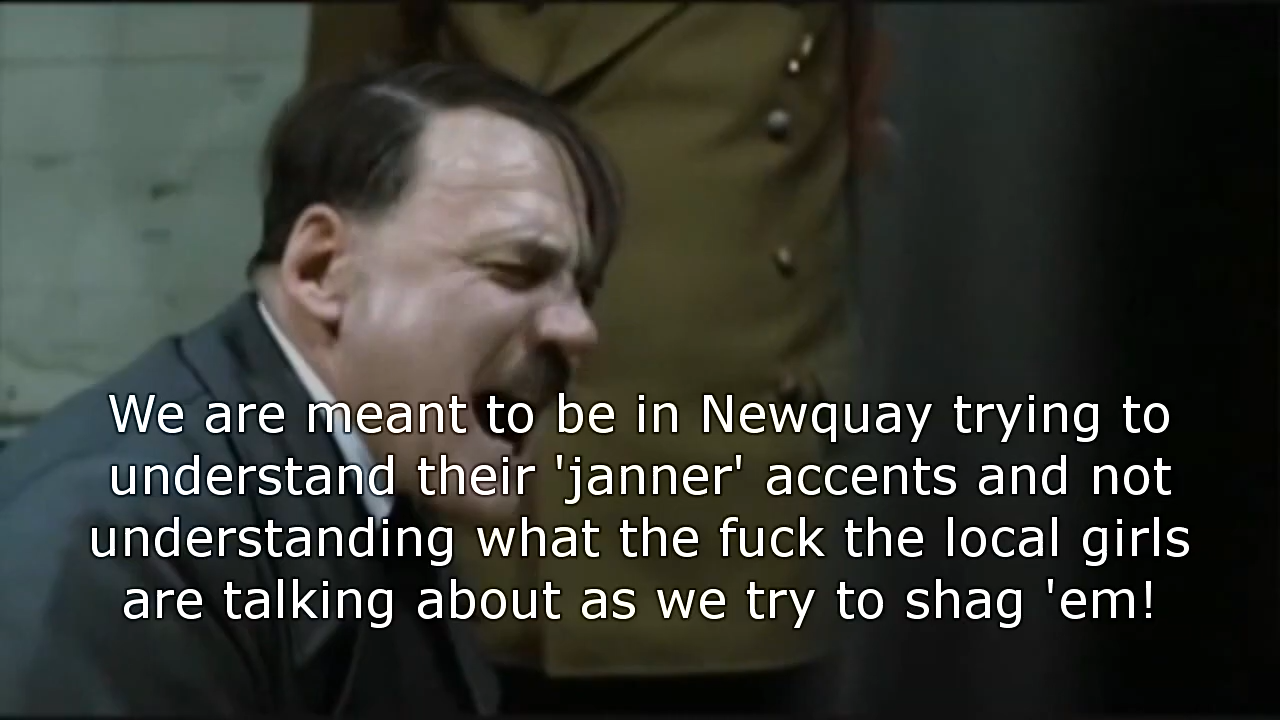 We are meant to be in Newquay trying to
understand their 'janner' accents and not
understanding what the fuck the local girls
are talking about as we try to shag 'em!